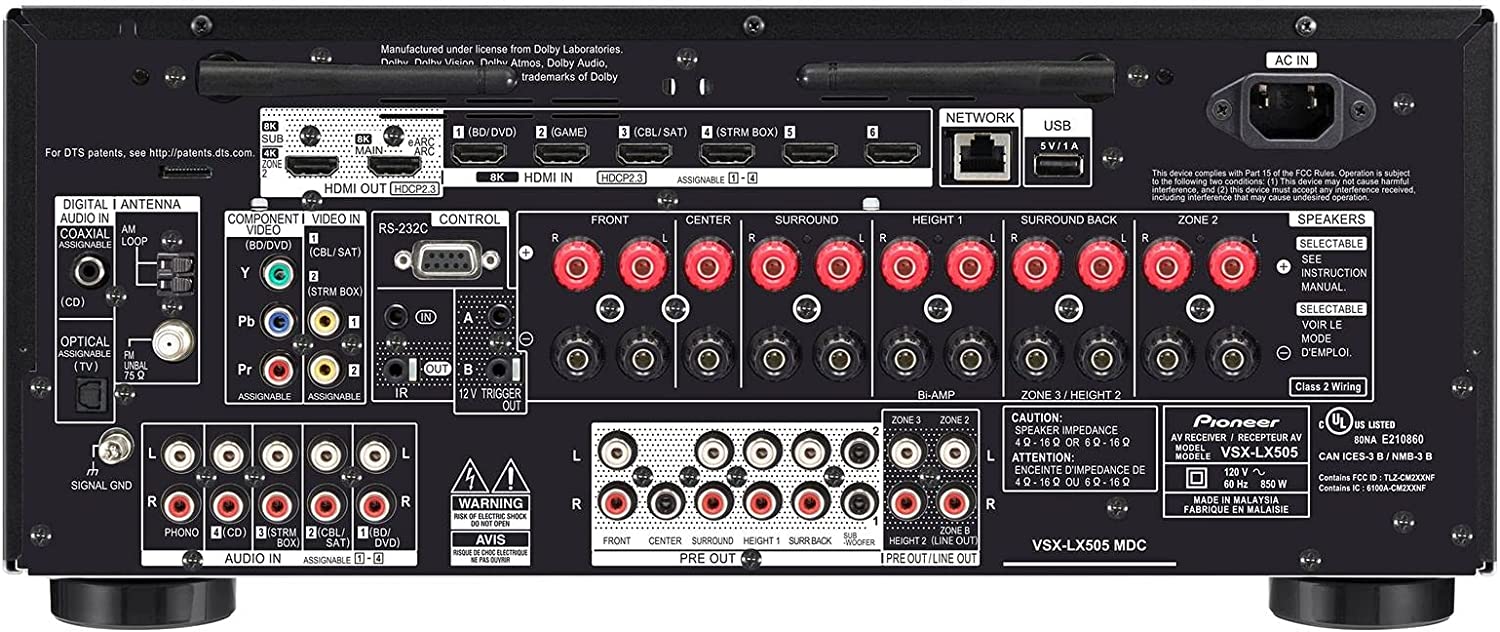 Manufactured under license from Dolby Laboratories.
Dolby, Dolby Vision, Dolby Atmos, Dolby Audio,
trademarks of Dolby
AC IN
For DTS patents, see http://patents.dts.com.
8K
SUB
4K
ZONE
2
8K
MAIN
eARC
ARC
HDMI OUT HDCP2.3
1 (BD/DVD)
2 (GAME)
3 (CBL/SAT)
4 (STRM BOX)
5
6
8K HDMI IN HDCP2.3 ASSIGNABLE 1 - 4
NETWORK
USB
5V/1A
This device complies with Part 15 of the FCC Rules. Operation is subject
to the following two conditions: (1) This device may not cause harmful
interference, and (2) this device must accept any interference received,
including interference that may cause undesired operation.
DIGITAL
AUDIO IN
COAXIAL
ASSIGNABLE
(CD)
OPTICAL
ASSIGNABLE
(TV)
ANTENNA
AM
LOOP
FM
UNBAL
75 Ω
COMPONENT
VIDEO
(BD/DVD)
Y
Pb
Pr
ASSIGNABLE
VIDEO IN
1
(CBL/SAT)
2
(STRM BOX)
1
2
ASSIGNABLE
CONTROL
RS-232C
IN
OUT
IR
A
B
12 V TRIGGER
OUT
FRONT
R L
CENTER
SURROUND
R L
HEIGHT 1
R L
SURROUND BACK
R L
ZONE 2
R L
SPEAKERS
+
−
+
−
Bi-AMP
ZONE 3 / HEIGHT 2
SELECTABLE
SEE
INSTRUCTION
MANUAL.
SELECTABLE
VOIR LE
MODE
D'EMPLOI.
Class 2 Wiring
SIGNAL GND
L
R
L
R
PHONO
4 (CD)
3 (STRM
BOX)
2 (CBL/
SAT)
1 (BD/
DVD)
AUDIO IN ASSIGNABLE 1 - 4
WARNING
RISK OF ELECTRIC SHOCK
DO NOT OPEN
AVIS
RISQUE DE CHOC ELECTRIQUE
NE PAS OUVRIR
L
R
2
1
FRONT
CENTER
SURROUND
HEIGHT 1
SURR BACK
SUB
-WOOFER
PRE OUT
ZONE 3
ZONE 2
L
R
HEIGHT 2
ZONE B
(LINE OUT)
PRE OUT/LINE OUT
CAUTION:
SPEAKER IMPEDANCE
4 Ω - 16 Ω OR 6 Ω - 16 Ω
ATTENTION:
ENCEINTE D'IMPEDANCE DE
4 Ω - 16 Ω OU 6 Ω - 16 Ω
VSX-LX505 MDC
Pioneer
AV RECEIVER / RECEPTEUR AV
MODEL
MODELE VSX-LX505
120 V ~
60 Hz 850 W
MADE IN MALAYSIA
FABRIQUE EN MALAISIE
C UL US LISTED
80NA E210860
CAN ICES-3 B / NMB-3 B
Contains FCC ID : TLZ-CM2XXNF
Contains IC : 6100A-CM2XXNF